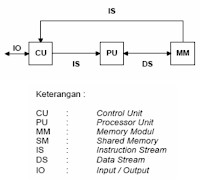 IS
IO CU PU MM
IS DS
Keterangan :
CU : Control Unit
PU : Processor Unit
MM : Memory Modul
SM : Shared Memory
IS : Instruction Stream
DS : Data Stream
IO : Input / Output